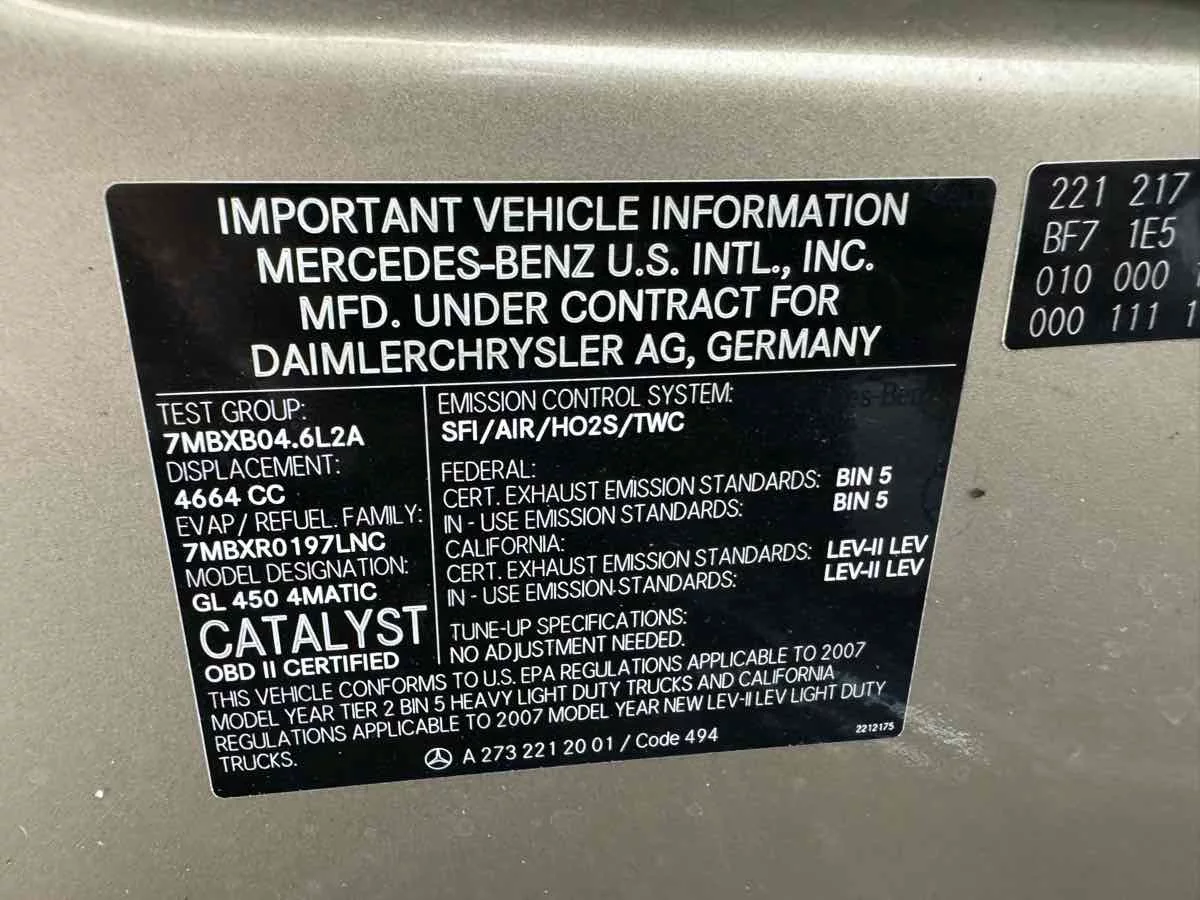 IMPORTANT VEHICLE INFORMATION
MERCEDES-BENZ U.S. INTL., INC.
MFD. UNDER CONTRACT FOR
DAIMLERCHRYSLER AG, GERMANY
TEST GROUP:
7MBXB04.6L2A
DISPLACEMENT:
4664 CC
EVAP/ REFUEL. FAMILY:
7MBXR0197LNC
MODEL DESIGNATION:
GL 450 4MATIC
CATALYST
OBD II CERTIFIED
EMISSION CONTROL SYSTEM:
SFI/AIR/HO2S/TWC
FEDERAL:
CERT. EXHAUST EMISSION STANDARDS: BIN 5
IN - USE EMISSION STANDARDS: BIN 5
CALIFORNIA:
CERT. EXHAUST EMISSION STANDARDS: LEV-II LEV
IN - USE EMISSION STANDARDS: LEV-II LEV
TUNE-UP SPECIFICATIONS:
NO ADJUSTMENT NEEDED.
THIS VEHICLE CONFORMS TO U.S. EPA REGULATIONS APPLICABLE TO 2007
MODEL YEAR TIER 2 BIN 5 HEAVY LIGHT DUTY TRUCKS AND CALIFORNIA
REGULATIONS APPLICABLE TO 2007 MODEL YEAR NEW LEV-II LEV LIGHT DUTY
TRUCKS.
A 273 221 20 01 / Code 494
2212175
221 217
BF7 1E5
010 000
000 111